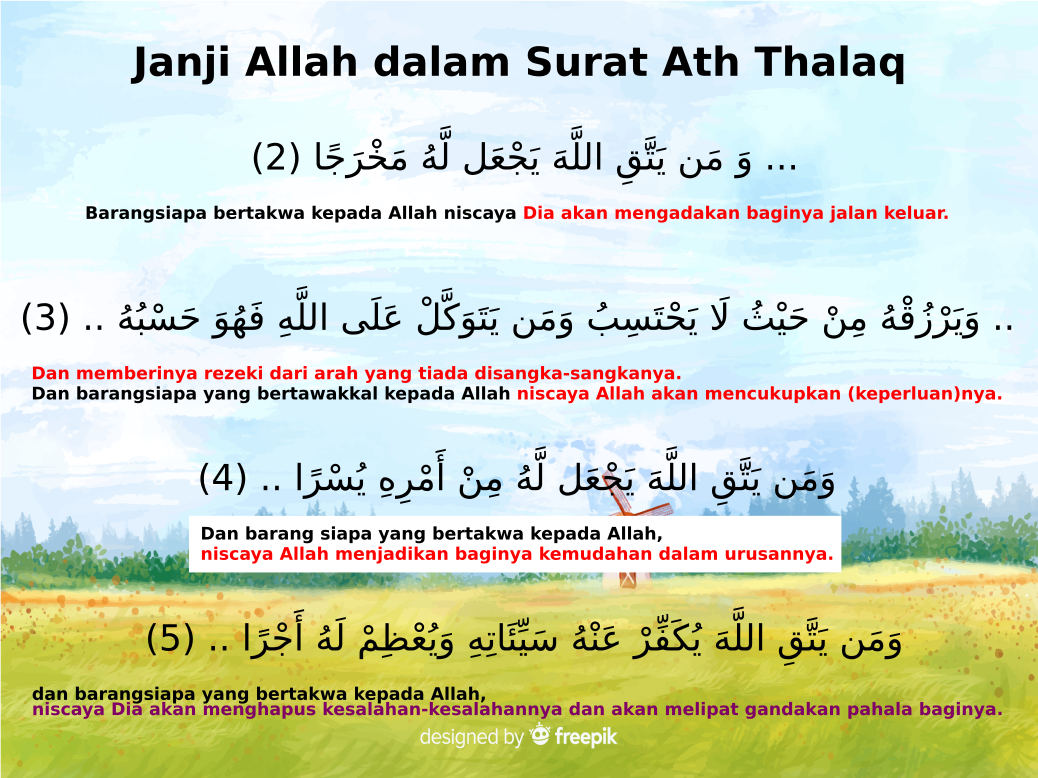 Janji Allah dalam Surat Ath Thalaq
... وَ مَن يَتَّقِ اللَّهَ يَجْعَل لَّهُ مَخْرَجًا (2)
Barangsiapa bertakwa kepada Allah niscaya Dia akan mengadakan baginya jalan keluar.
.. وَيَرْزُقْهُ مِنْ حَيْثُ لَا يَحْتَسِبُ وَمَن يَتَوَكَّلْ عَلَى اللَّهِ فَهُوَ حَسْبُهُ .. (3)
Dan memberinya rezeki dari arah yang tiada disangka-sangkanya.
Dan barangsiapa yang bertawakkal kepada Allah niscaya Allah akan mencukupkan (keperluan)nya.
وَمَن يَتَّقِ اللَّهَ يَجْعَل لَّهُ مِنْ أَمْرِهِ يُسْرًا .. (4)
Dan barang siapa yang bertakwa kepada Allah,
niscaya Allah menjadikan baginya kemudahan dalam urusannya.
وَمَن يَتَّقِ اللَّهَ يُكَفِّرْ عَنْهُ سَيِّئَاتِهِ وَيُعْظِمْ لَهُ أَجْرًا .. (5)
dan barangsiapa yang bertakwa kepada Allah,
niscaya Dia akan menghapus kesalahan-kesalahannya dan akan melipat gandakan pahala baginya.
designed by freepik